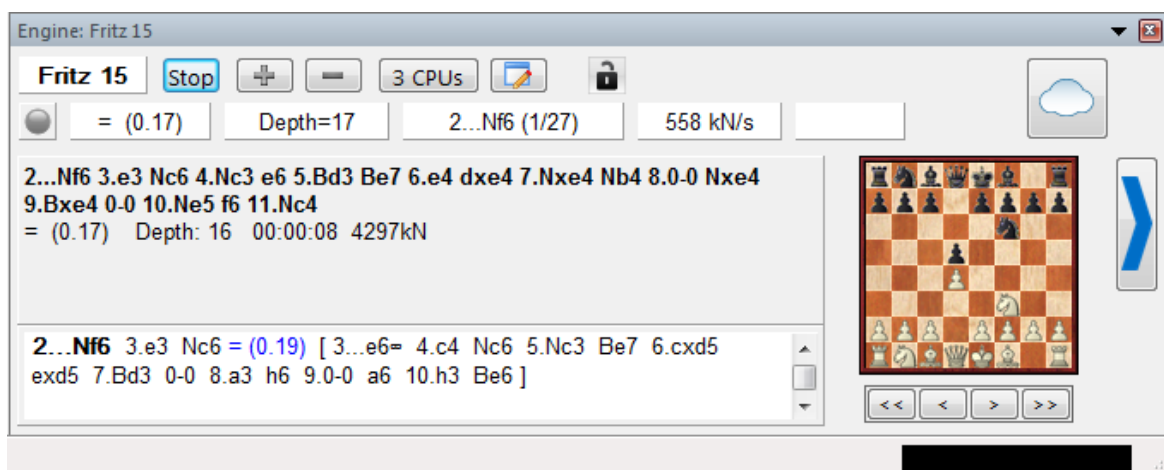 Engine: Fritz 15
Fritz 15 Stop 3 CPUs
= (0.17) Depth=17 2...Nf6 (1/27) 558 kN/s
2...Nf6 3.e3 Nc6 4.Nc3 e6 5.Bd3 Be7 6.e4 dxe4 7.Nxe4 Nb4 8.0-0 Nxe4
9.Bxe4 0-0 10.Ne5 f6 11.Nc4
= (0.17) Depth: 16 00:00:08 4297kN
2...Nf6 3.e3 Nc6 = (0.19) [ 3...e6= 4.c4 Nc6 5.Nc3 Be7 6.cxd5
exd5 7.Bd3 0-0 8.a3 h6 9.0-0 a6 10.h3 Be6 ]
<< < > >>